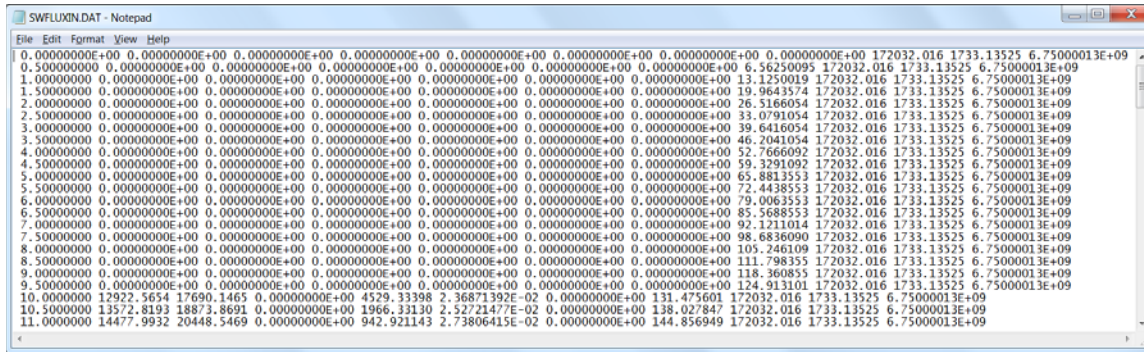 SWFLUXIN.DAT - Notepad
File Edit Format View Help
0.00000000E+00 0.00000000E+00 0.00000000E+00 0.00000000E+00 0.00000000E+00 0.00000000E+00 0.00000000E+00 0.00000000E+00 172032.016 1733.13525 6.75000013E+09
0.50000000 0.00000000E+00 0.00000000E+00 0.00000000E+00 0.00000000E+00 0.00000000E+00 0.00000000E+00 6.56250095 172032.016 1733.13525 6.75000013E+09
1.00000000 0.00000000E+00 0.00000000E+00 0.00000000E+00 0.00000000E+00 0.00000000E+00 0.00000000E+00 13.1250019 172032.016 1733.13525 6.75000013E+09
1.50000000 0.00000000E+00 0.00000000E+00 0.00000000E+00 0.00000000E+00 0.00000000E+00 0.00000000E+00 19.9643574 172032.016 1733.13525 6.75000013E+09
2.00000000 0.00000000E+00 0.00000000E+00 0.00000000E+00 0.00000000E+00 0.00000000E+00 0.00000000E+00 26.5166054 172032.016 1733.13525 6.75000013E+09
2.50000000 0.00000000E+00 0.00000000E+00 0.00000000E+00 0.00000000E+00 0.00000000E+00 0.00000000E+00 33.0791054 172032.016 1733.13525 6.75000013E+09
3.00000000 0.00000000E+00 0.00000000E+00 0.00000000E+00 0.00000000E+00 0.00000000E+00 0.00000000E+00 39.6416054 172032.016 1733.13525 6.75000013E+09
3.50000000 0.00000000E+00 0.00000000E+00 0.00000000E+00 0.00000000E+00 0.00000000E+00 0.00000000E+00 46.2041054 172032.016 1733.13525 6.75000013E+09
4.00000000 0.00000000E+00 0.00000000E+00 0.00000000E+00 0.00000000E+00 0.00000000E+00 0.00000000E+00 52.7666092 172032.016 1733.13525 6.75000013E+09
4.50000000 0.00000000E+00 0.00000000E+00 0.00000000E+00 0.00000000E+00 0.00000000E+00 0.00000000E+00 59.3291092 172032.016 1733.13525 6.75000013E+09
5.00000000 0.00000000E+00 0.00000000E+00 0.00000000E+00 0.00000000E+00 0.00000000E+00 0.00000000E+00 65.8813553 172032.016 1733.13525 6.75000013E+09
5.50000000 0.00000000E+00 0.00000000E+00 0.00000000E+00 0.00000000E+00 0.00000000E+00 0.00000000E+00 72.4438553 172032.016 1733.13525 6.75000013E+09
6.00000000 0.00000000E+00 0.00000000E+00 0.00000000E+00 0.00000000E+00 0.00000000E+00 0.00000000E+00 79.0063553 172032.016 1733.13525 6.75000013E+09
6.50000000 0.00000000E+00 0.00000000E+00 0.00000000E+00 0.00000000E+00 0.00000000E+00 0.00000000E+00 85.5688553 172032.016 1733.13525 6.75000013E+09
7.00000000 0.00000000E+00 0.00000000E+00 0.00000000E+00 0.00000000E+00 0.00000000E+00 0.00000000E+00 92.1211014 172032.016 1733.13525 6.75000013E+09
7.50000000 0.00000000E+00 0.00000000E+00 0.00000000E+00 0.00000000E+00 0.00000000E+00 0.00000000E+00 98.6836090 172032.016 1733.13525 6.75000013E+09
8.00000000 0.00000000E+00 0.00000000E+00 0.00000000E+00 0.00000000E+00 0.00000000E+00 0.00000000E+00 105.246109 172032.016 1733.13525 6.75000013E+09
8.50000000 0.00000000E+00 0.00000000E+00 0.00000000E+00 0.00000000E+00 0.00000000E+00 0.00000000E+00 111.798355 172032.016 1733.13525 6.75000013E+09
9.00000000 0.00000000E+00 0.00000000E+00 0.00000000E+00 0.00000000E+00 0.00000000E+00 0.00000000E+00 118.360855 172032.016 1733.13525 6.75000013E+09
9.50000000 0.00000000E+00 0.00000000E+00 0.00000000E+00 0.00000000E+00 0.00000000E+00 0.00000000E+00 124.913101 172032.016 1733.13525 6.75000013E+09
10.0000000 12922.5654 17690.1465 0.00000000E+00 4529.33398 2.36871392E-02 0.00000000E+00 131.475601 172032.016 1733.13525 6.75000013E+09
10.5000000 13572.8193 18873.8691 0.00000000E+00 1966.33130 2.52721477E-02 0.00000000E+00 138.027847 172032.016 1733.13525 6.75000013E+09
11.0000000 14477.9932 20448.5469 0.00000000E+00 942.921143 2.73806415E-02 0.00000000E+00 144.856949 172032.016 1733.13525 6.75000013E+09